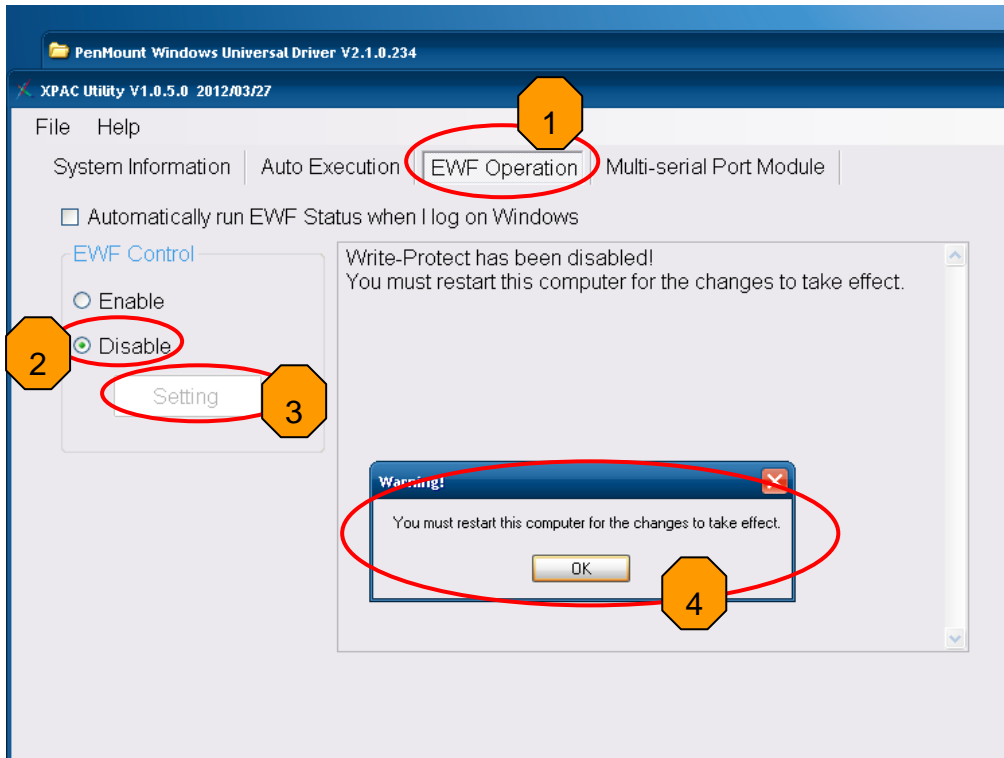 PenMount Windows Universal Driver V2.1.0.234
XPAC Utility V1.0.5.0 2012/03/27
File Help
1
System Information Auto Execution EWF Operation Multi-serial Port Module
Automatically run EWF Status when I log on Windows
EWF Control
Enable
2
Disable
Setting
3
Write-Protect has been disabled!
You must restart this computer for the changes to take effect.
Warning!
You must restart this computer for the changes to take effect.
OK
4